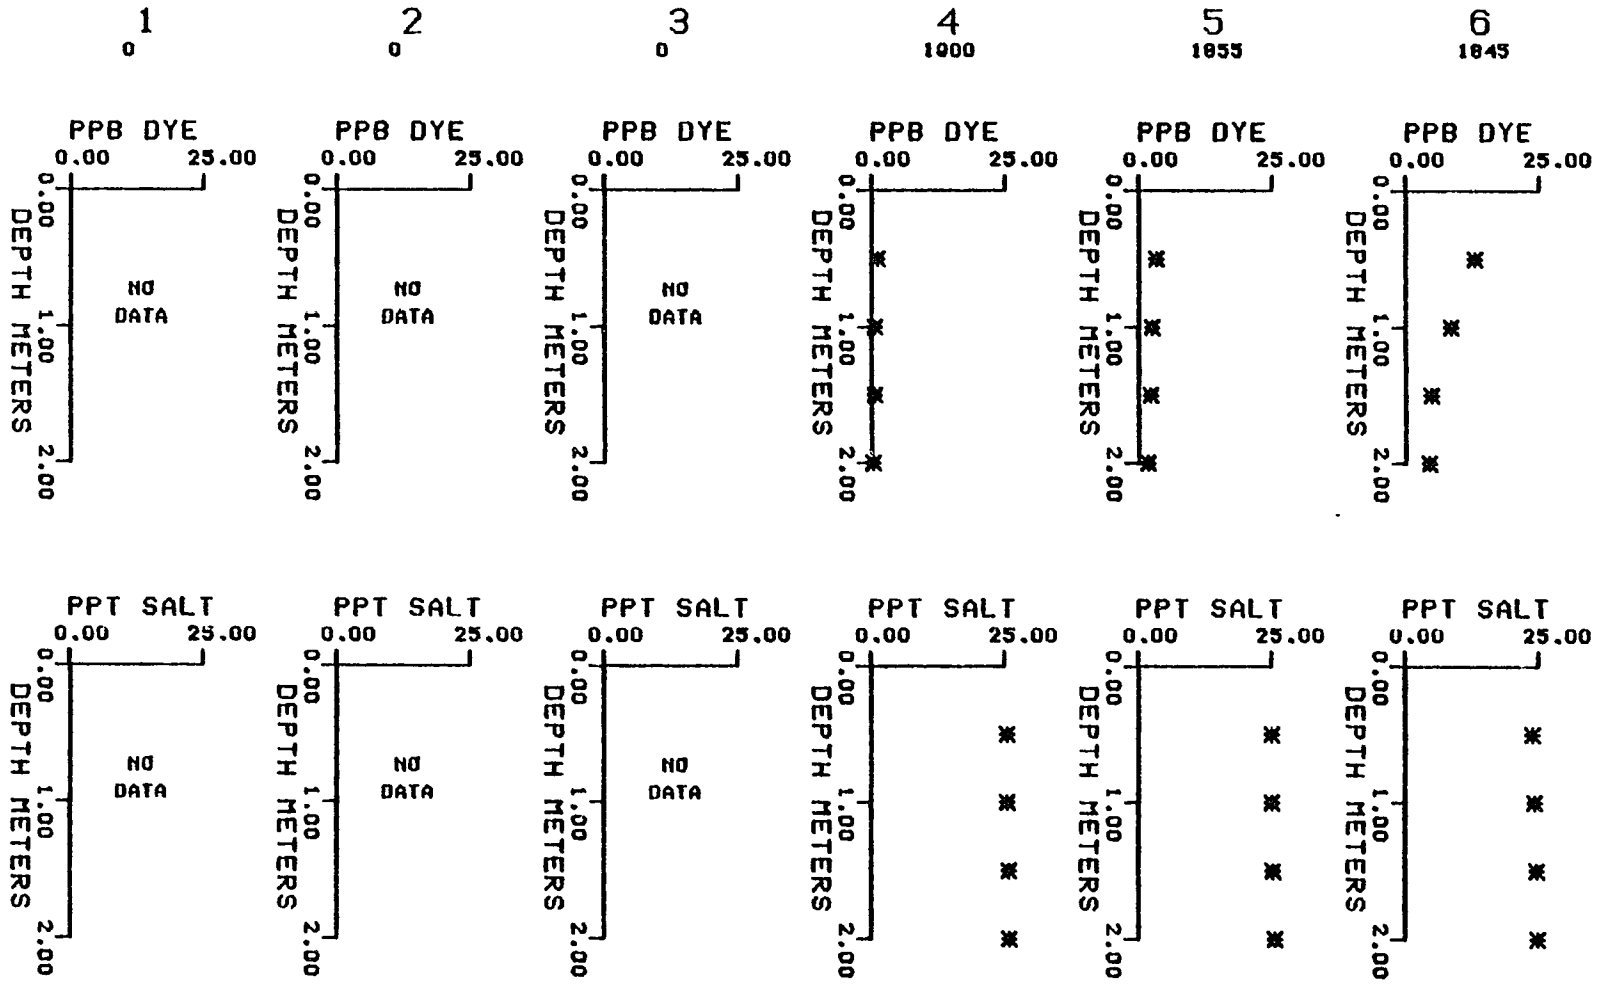 1 2 3 4 5 6
0 0 0 1900 1855 1845
PPB DYE PPB DYE PPB DYE PPB DYE PPB DYE PPB DYE
0.00 25.00 0.00 25.00 0.00 25.00 0.00 25.00 0.00 25.00 0.00 25.00
0.00 1.00 2.00
DEPTH METERS
NO
DATA
0.00 1.00 2.00
DEPTH METERS
NO
DATA
0.00 1.00 2.00
DEPTH METERS
NO
DATA
0.00 1.00 2.00
DEPTH METERS
0.00 1.00 2.00
DEPTH METERS
0.00 1.00 2.00
DEPTH METERS
PPT SALT PPT SALT PPT SALT PPT SALT PPT SALT PPT SALT
0.00 25.00 0.00 25.00 0.00 25.00 0.00 25.00 0.00 25.00 0.00 25.00
0.00 1.00 2.00
DEPTH METERS
NO
DATA
0.00 1.00 2.00
DEPTH METERS
NO
DATA
0.00 1.00 2.00
DEPTH METERS
NO
DATA
0.00 1.00 2.00
DEPTH METERS
0.00 1.00 2.00
DEPTH METERS
0.00 1.00 2.00
DEPTH METERS